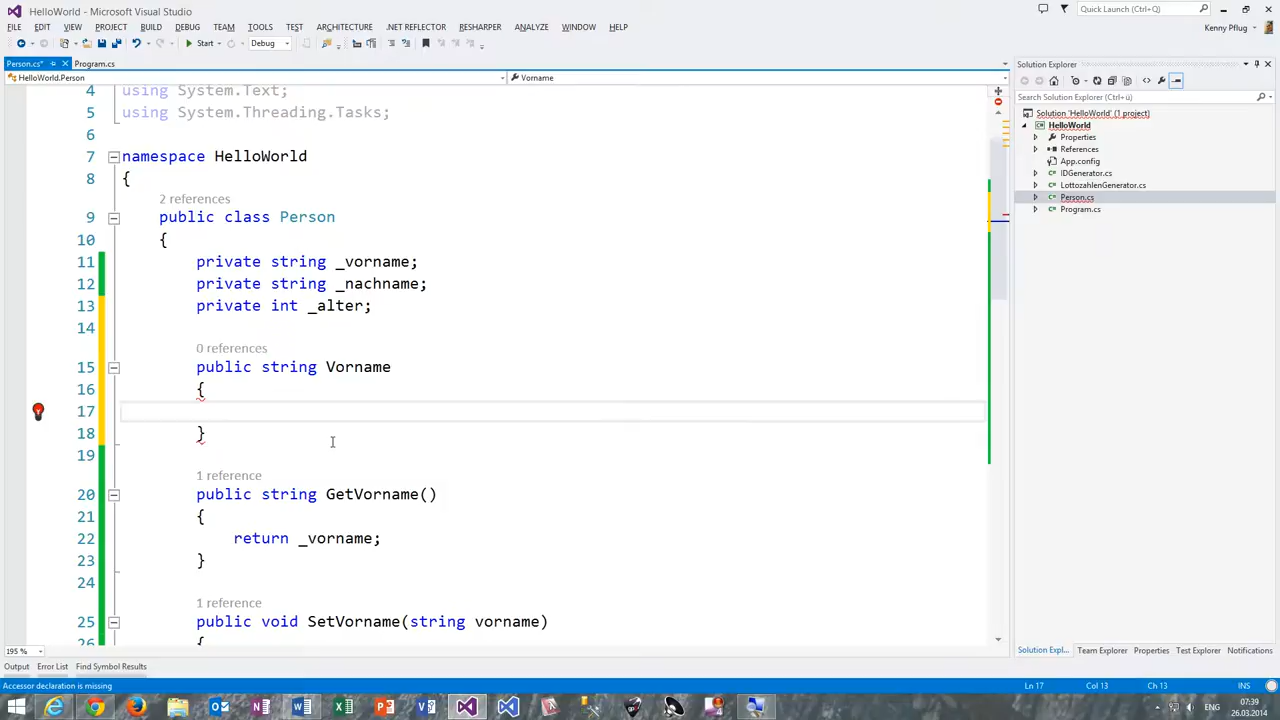 HelloWorld - Microsoft Visual Studio
Quick Launch (Ctrl+Q)
FILE EDIT VIEW PROJECT BUILD DEBUG TEAM TOOLS TEST ARCHITECTURE .NET REFLECTOR RESHARPER ANALYZE WINDOW HELP
Kenny Pflug
Start
Debug
Person.cs*
Program.cs
HelloWorld.Person
Vorname
4 using System.Text;
5 using System.Threading.Tasks;
6
7 namespace HelloWorld
8 {
2 references
9 public class Person
10 {
11 private string _vorname;
12 private string _nachname;
13 private int _alter;
14
0 references
15 public string Vorname
16 {
17
18 }
19
1 reference
20 public string GetVorname()
21 {
22 return _vorname;
23 }
24
1 reference
25 public void SetVorname(string vorname)
26 {
195 %
Solution Explorer
Search Solution Explorer (Ctrl+ü)
Solution 'HelloWorld' (1 project)
HelloWorld
Properties
References
App.config
IDGenerator.cs
LottozahlenGenerator.cs
Person.cs
Program.cs
Solution Expl... Team Explorer Properties Test Explorer Notifications
Output Error List Find Symbol Results
Accessor declaration is missing
Ln 17 Col 13 Ch 13 INS
ENG
07:39
26.03.2014